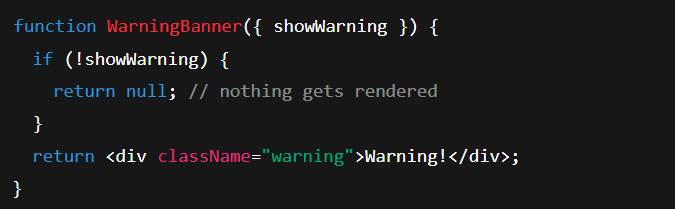 function WarningBanner({ showWarning }) {
  if (!showWarning) {
    return null; // nothing gets rendered
  }
  return <div className="warning">Warning!</div>;
}